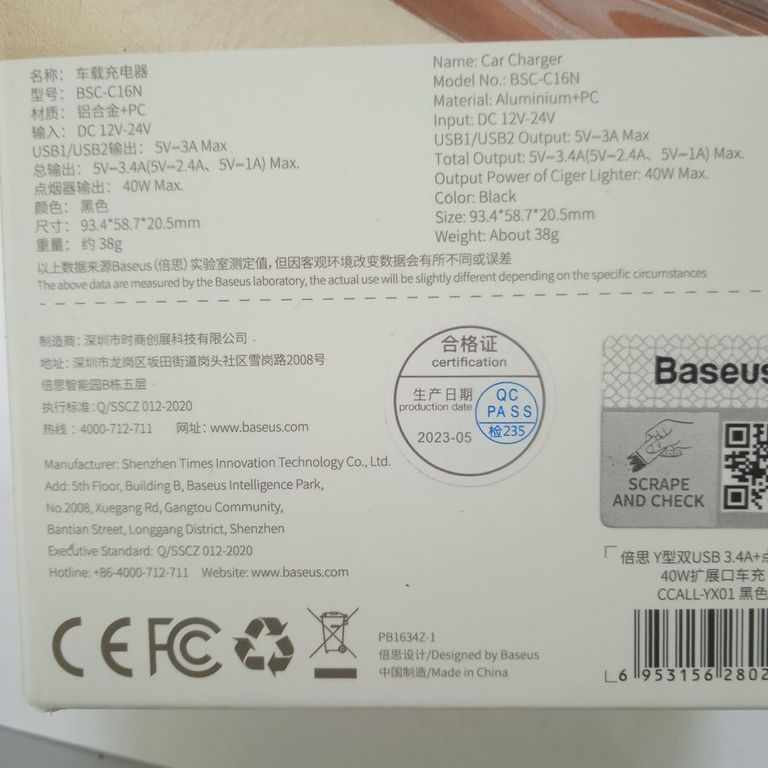 名称： 车载充电器
型号： BSC-C16N
材质： 铝合金+PC
输入： DC 12V-24V
USB1/USB2输出： 5V⎓3A Max
总输出： 5V⎓3.4A(5V⎓2.4A、5V⎓1A) Max.
点烟器输出： 40W Max.
颜色： 黑色
尺寸： 93.4*58.7*20.5mm
重量： 约 38g
Name: Car Charger
Model No.: BSC-C16N
Material: Aluminium+PC
Input: DC 12V-24V
USB1/USB2 Output: 5V⎓3A Max
Total Output: 5V⎓3.4A(5V⎓2.4A、5V⎓1A) Max.
Output Power of Ciger Lighter: 40W Max.
Color: Black
Size: 93.4*58.7*20.5mm
Weight: About 38g
以上数据来源Baseus（倍思）实验室测定值，但因客观环境改变数据会有所不同或误差
The above data are measured by the Baseus laboratory, the actual use will be slightly different depending on the specific circumstances
制造商：深圳市时商创展科技有限公司
地址：深圳市龙岗区坂田街道岗头社区雪岗路2008号
倍思智能园B栋五层
执行标准：Q/SSCZ 012-2020
热线：4000-712-711 网址：www.baseus.com
Manufacturer: Shenzhen Times Innovation Technology Co., Ltd.
Add: 5th Floor, Building B, Baseus Intelligence Park,
No.2008, Xuegang Rd, Gangtou Community,
Bantian Street, Longgang District, Shenzhen
Executive Standard: Q/SSCZ 012-2020
Hotline: +86-4000-712-711 Website: www.baseus.com
合格证
certification
生产日期
production date
2023-05
QC
PASS
检235
Baseus
SCRAPE
AND CHECK
倍思 Y型双USB 3.4A+点
40W扩展口车充
CCALL-YX01 黑色
6 953156 2802
CE FC
PB1634Z-1
倍思设计/Designed by Baseus
中国制造/Made in China